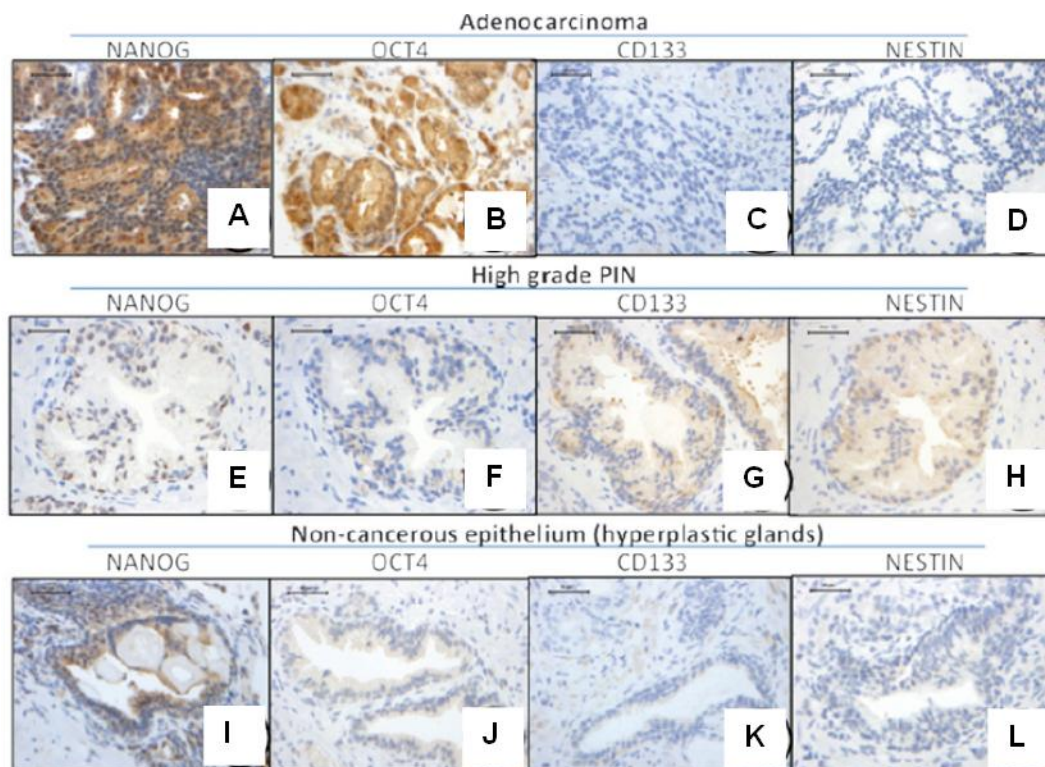 Adenocarcinoma
NANOG OCT4 CD133 NESTIN
A B C D
High grade PIN
NANOG OCT4 CD133 NESTIN
E F G H
Non-cancerous epithelium (hyperplastic glands)
NANOG OCT4 CD133 NESTIN
I J K L